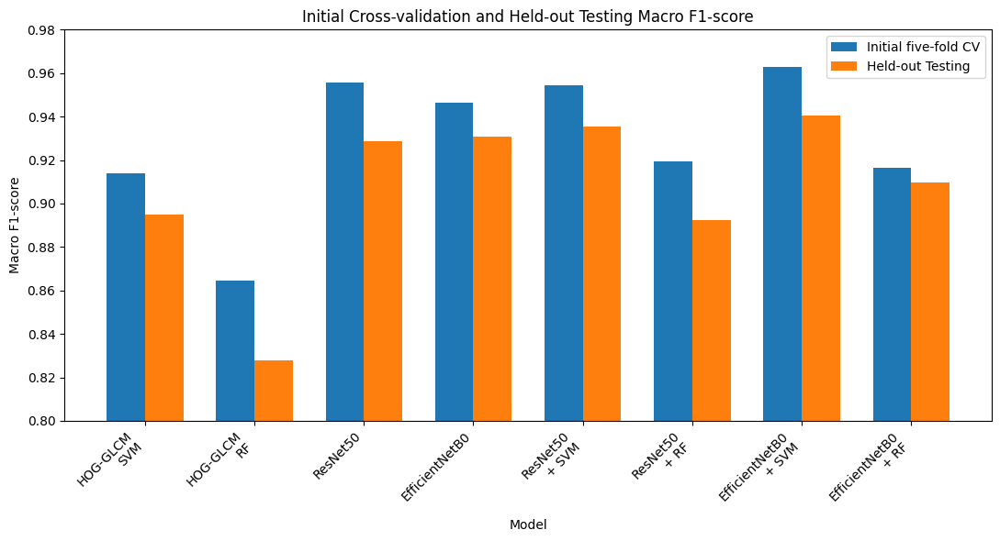 Initial Cross-validation and Held-out Testing Macro F1-score
Initial five-fold CV
Held-out Testing
Macro F1-score
0.98
0.96
0.94
0.92
0.90
0.88
0.86
0.84
0.82
0.80
HOG-GLCM
SVM
HOG-GLCM
RF
ResNet50
EfficientNetB0
ResNet50
+ SVM
ResNet50
+ RF
EfficientNetB0
+ SVM
EfficientNetB0
+ RF
Model